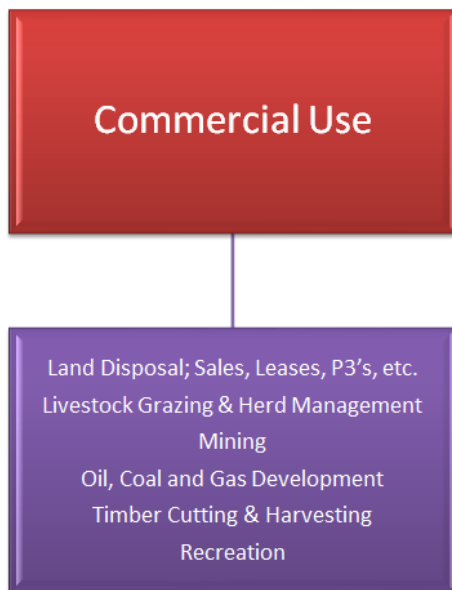 Commercial Use
Land Disposal; Sales, Leases, P3’s, etc.
Livestock Grazing & Herd Management
Mining
Oil, Coal and Gas Development
Timber Cutting & Harvesting
Recreation